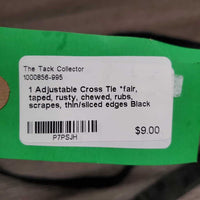 The Tack Collector
1000856-995
1 Adjustable Cross Tie *fair,
taped, rusty, chewed, rubs,
scrapes, thin/sliced edges Black
$9.00
P7PSJH